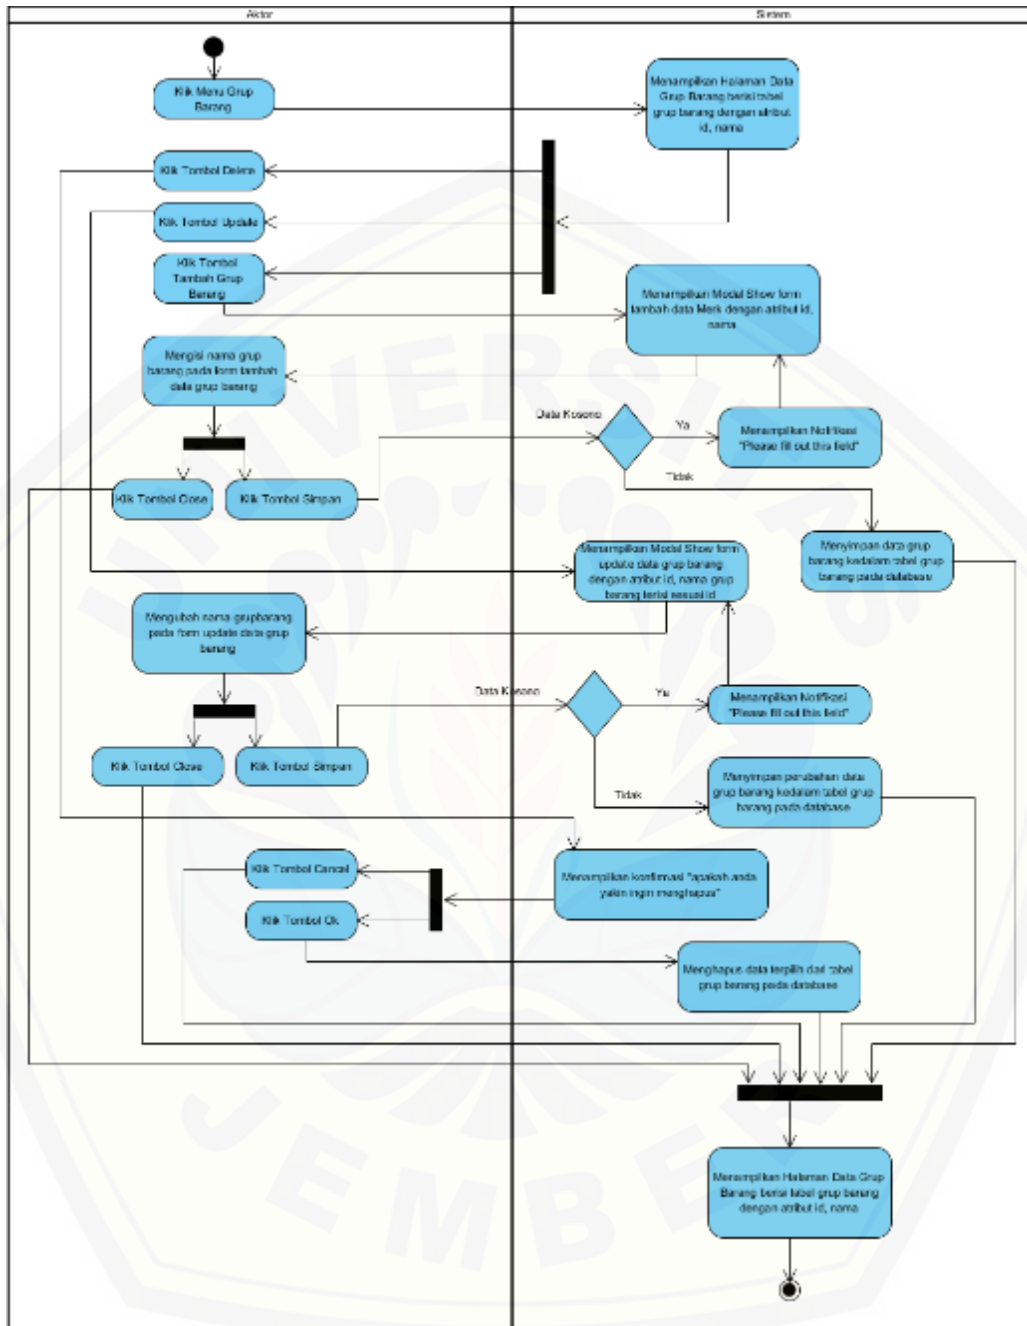 Aktor
Sistem
Klik Menu Grup
Barang
Menampilkan Halaman Data
Grup Barang berisi tabel
grup barang dengan atribut
id, nama
Klik Tombol Delete
Klik Tombol Update
Klik Tombol
Tambah Grup
Barang
Menampilkan Modal Show form
tambah data Merk dengan atribut id,
nama
Mengisi nama grup
barang pada form tambah
data grup barang
Data Kosong
Ya
Menampilkan Notifikasi
"Please fill out this field"
Tidak
Klik Tombol Close
Klik Tombol Simpan
Menyimpan data grup
barang kedalam tabel grup
barang pada database
Menampilkan Modal Show form
update data grup barang
dengan atribut id, nama grup
barang terisi sesuai id
Mengubah nama grupbarang
pada form update data grup
barang
Data Kosong
Ya
Menampilkan Notifikasi
"Please fill out this field"
Klik Tombol Close
Klik Tombol Simpan
Tidak
Menyimpan perubahan data
grup barang kedalam tabel grup
barang pada database
Klik Tombol Cancel
Menampilkan konfirmasi "apakah anda
yakin ingin menghapus"
Klik Tombol Ok
Menghapus data terpilih dari tabel
grup barang pada database
Menampilkan Halaman Data Grup
Barang berisi tabel grup barang
dengan atribut id, nama
UNIVERSITAS
JEMBER